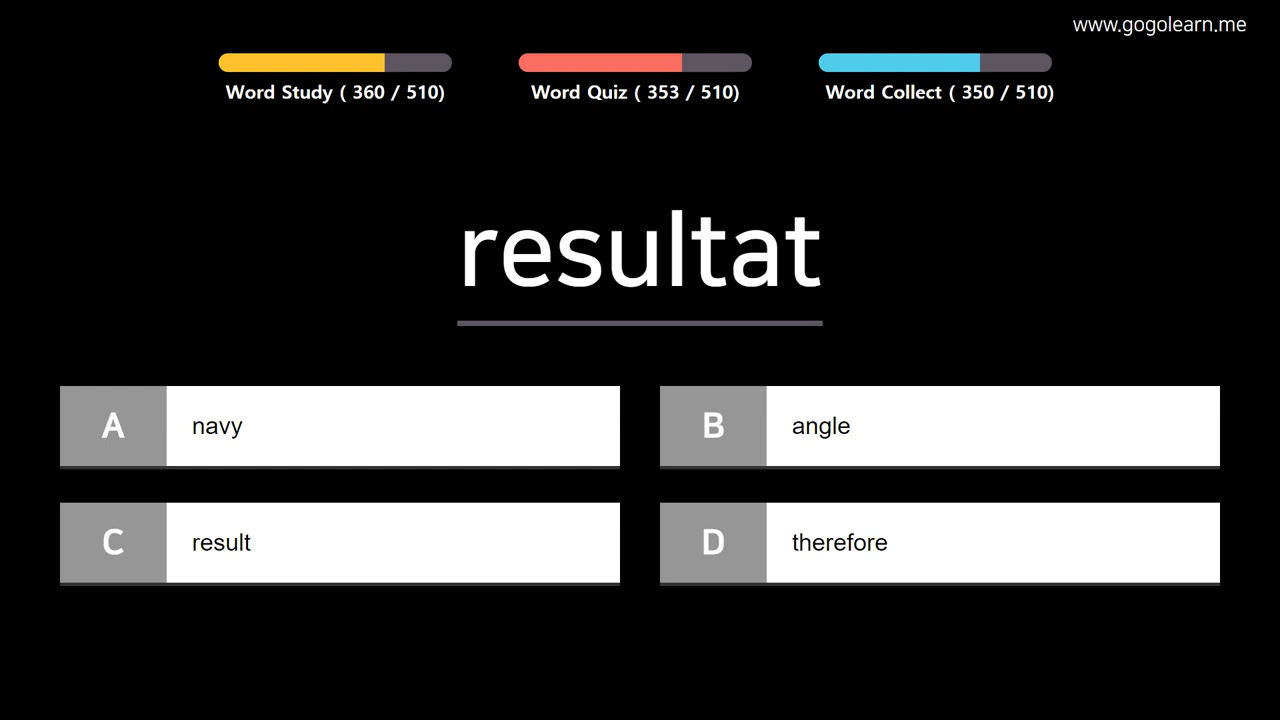 www.gogolearn.me
Word Study ( 360 / 510)
Word Quiz ( 353 / 510)
Word Collect ( 350 / 510)
resultat
A navy
B angle
C result
D therefore